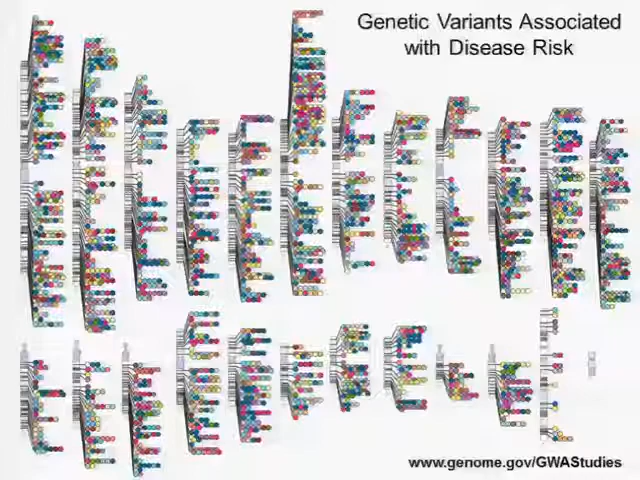 Genetic Variants Associated
with Disease Risk
www.genome.gov/GWAStudies